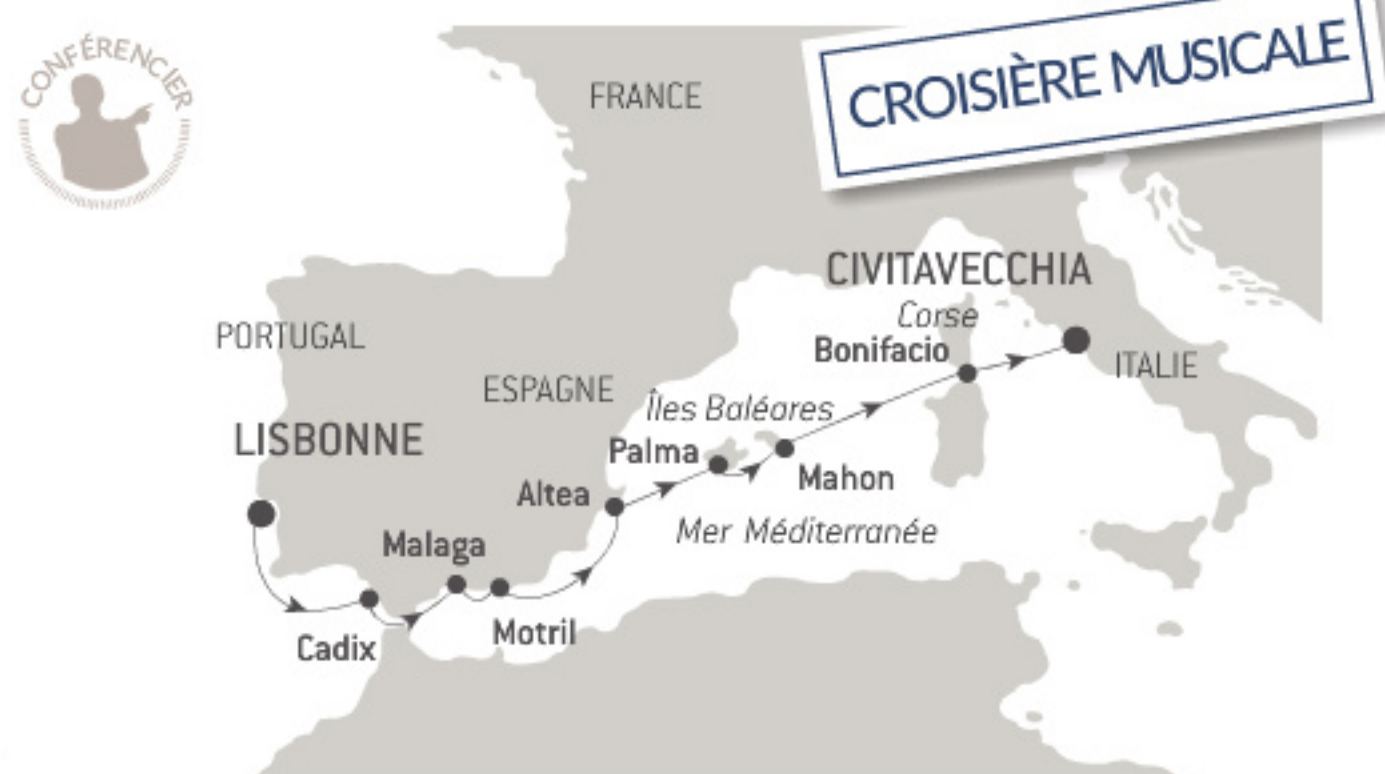 CONFÉRENCIER
CROISIÈRE MUSICALE
FRANCE
CIVITAVECCHIA
Corse
PORTUGAL
Bonifacio
ITALIE
ESPAGNE
Îles Baléares
LISBONNE
Palma
Mahon
Altea
Mer Méditerranée
Malaga
Motril
Cadix